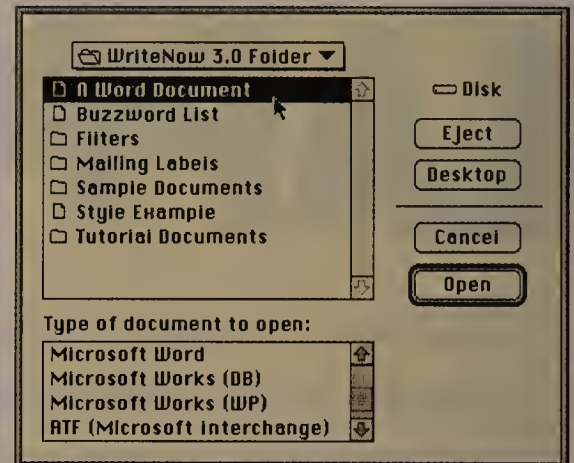 WriteNow 3.0 Folder
A Word Document
Buzzword List
Filters
Mailing Labels
Sample Documents
Style Example
Tutorial Documents
Disk
Eject
Desktop
Cancel
Open
Type of document to open:
Microsoft Word
Microsoft Works (DB)
Microsoft Works (WP)
RTF (Microsoft interchange)